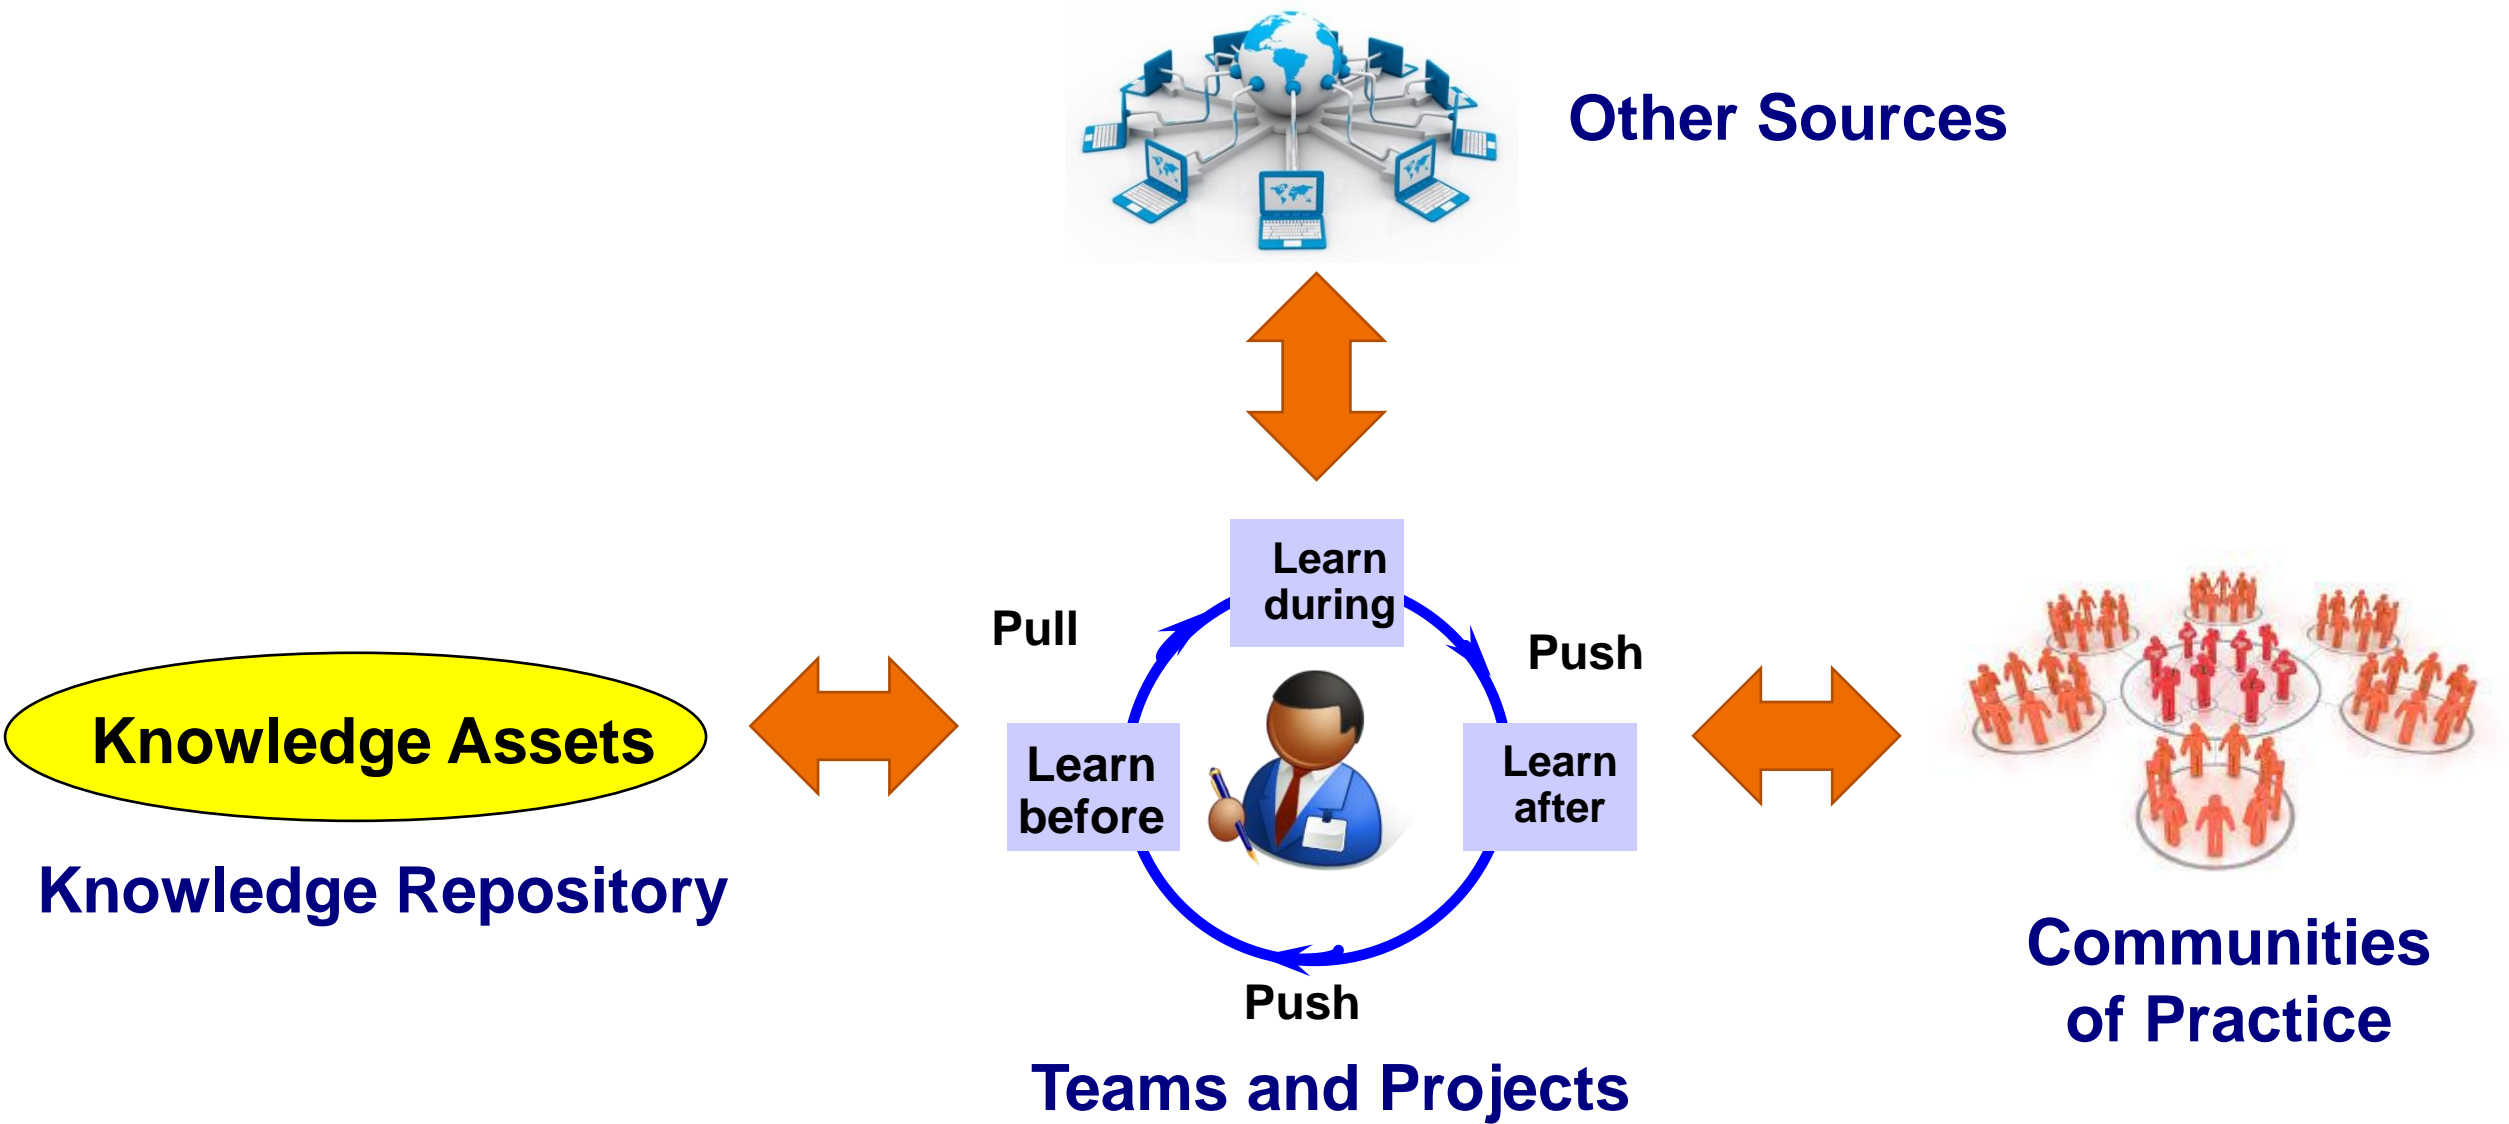 Other Sources
Learn
during
Pull
Push
Knowledge Assets
Learn
before
Learn
after
Knowledge Repository
Communities
of Practice
Push
Teams and Projects